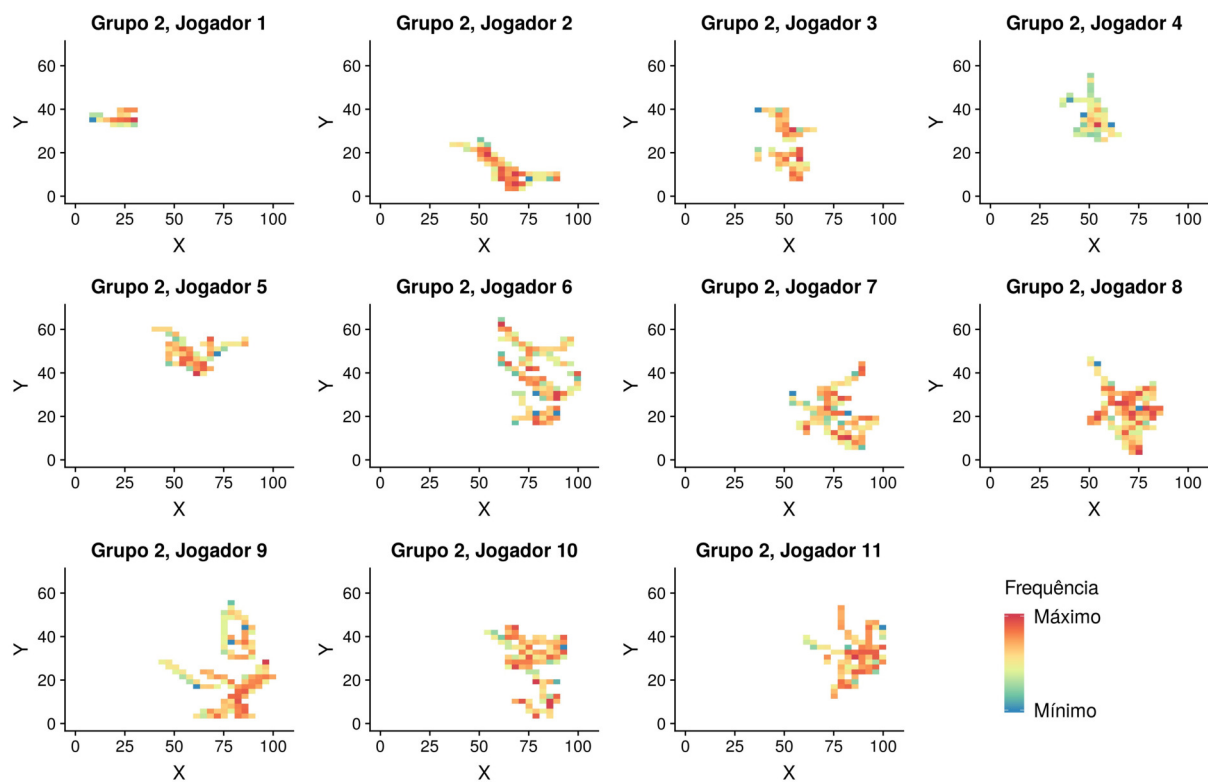 Grupo 2, Jogador 1
Grupo 2, Jogador 2
Grupo 2, Jogador 3
Grupo 2, Jogador 4
Y
60
40
20
0
Y
60
40
20
0
Y
60
40
20
0
Y
60
40
20
0
0 25 50 75 100
0 25 50 75 100
0 25 50 75 100
0 25 50 75 100
X
X
X
X
Grupo 2, Jogador 5
Grupo 2, Jogador 6
Grupo 2, Jogador 7
Grupo 2, Jogador 8
Y
60
40
20
0
Y
60
40
20
0
Y
60
40
20
0
Y
60
40
20
0
0 25 50 75 100
0 25 50 75 100
0 25 50 75 100
0 25 50 75 100
X
X
X
X
Grupo 2, Jogador 9
Grupo 2, Jogador 10
Grupo 2, Jogador 11
Y
60
40
20
0
Y
60
40
20
0
Y
60
40
20
0
0 25 50 75 100
0 25 50 75 100
0 25 50 75 100
X
X
X
Frequência
Máximo
Mínimo